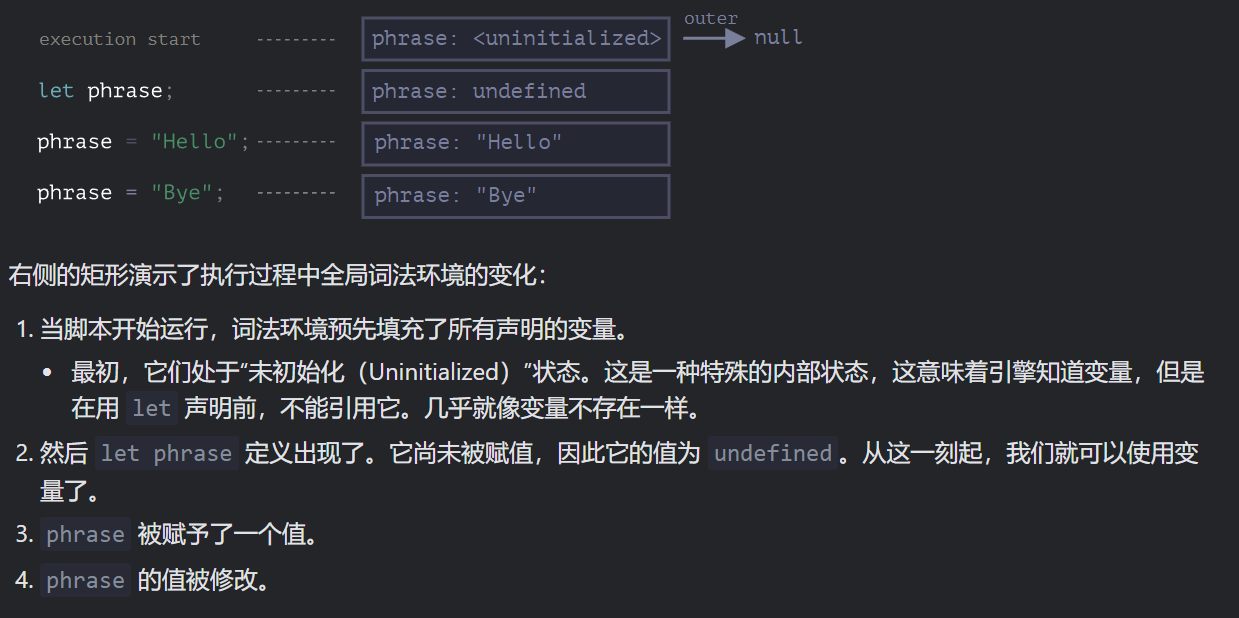 execution start --------- phrase: <uninitialized> outer null
let phrase; --------- phrase: undefined
phrase = "Hello"; --------- phrase: "Hello"
phrase = "Bye"; --------- phrase: "Bye"
右侧的矩形演示了执行过程中全局词法环境的变化：
1. 当脚本开始运行，词法环境预先填充了所有声明的变量。
• 最初，它们处于“未初始化（Uninitialized）”状态。这是一种特殊的内部状态，这意味着引擎知道变量，但是
在用 let 声明前，不能引用它。几乎就像变量不存在一样。
2. 然后 let phrase 定义出现了。它尚未被赋值，因此它的值为 undefined。从这一刻起，我们就可以使用变
量了。
3. phrase 被赋予了一个值。
4. phrase 的值被修改。